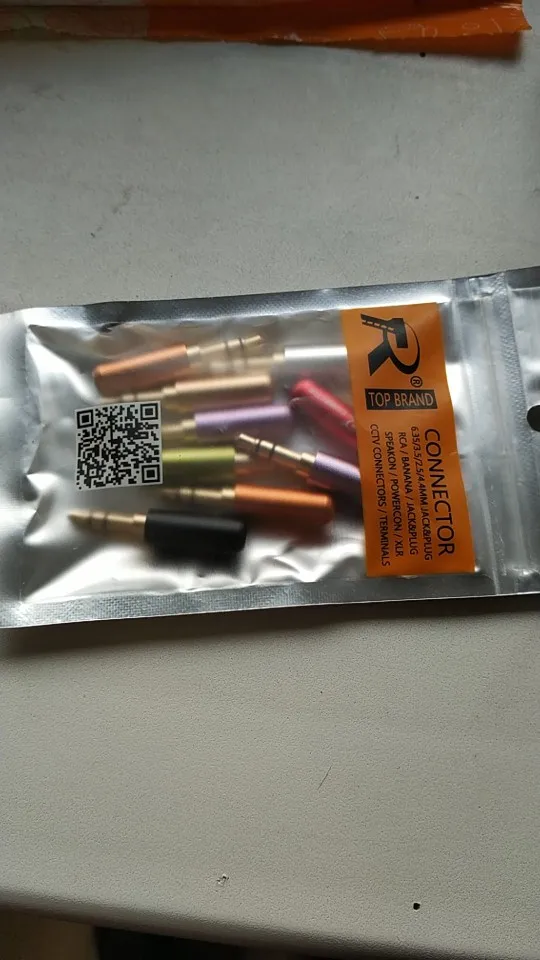 R®
TOP BRAND
CONNECTOR
6.35/3.5/2.5/4.4MM JACK&PLUG
RCA / BANANA / JACK&PLUG
SPEAKON / POWERCON / XLR
CCTV CONNECTORS / TERMINALS